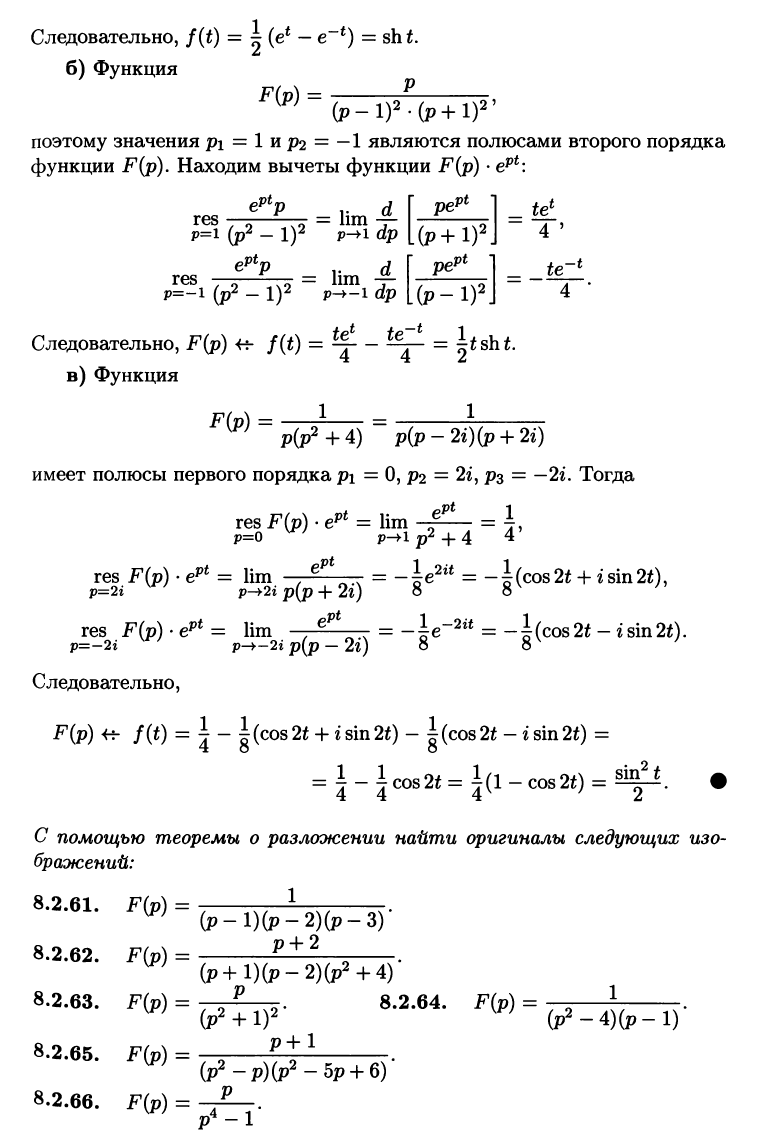 Следовательно, f(t) = 1/2 (e^t − e^{−t}) = sh t.
б) Функция
F(p) = p / ((p − 1)^2 · (p + 1)^2),
поэтому значения p_1 = 1 и p_2 = −1 являются полюсами второго порядка
функции F(p). Находим вычеты функции F(p) · e^{pt}:
res_{p=1} e^{pt}p / (p^2 − 1)^2 = lim_{p→1} d/dp [ pe^{pt} / (p + 1)^2 ] = te^t / 4,
res_{p=−1} e^{pt}p / (p^2 − 1)^2 = lim_{p→−1} d/dp [ pe^{pt} / (p − 1)^2 ] = − te^{−t} / 4.
Следовательно, F(p) ⇷ f(t) = te^t / 4 − te^{−t} / 4 = 1/2 t sh t.
в) Функция
F(p) = 1 / (p(p^2 + 4)) = 1 / (p(p − 2i)(p + 2i))
имеет полюсы первого порядка p_1 = 0, p_2 = 2i, p_3 = −2i. Тогда
res_{p=0} F(p) · e^{pt} = lim_{p→1} e^{pt} / (p^2 + 4) = 1/4,
res_{p=2i} F(p) · e^{pt} = lim_{p→2i} e^{pt} / (p(p + 2i)) = −1/8 e^{2it} = −1/8 (cos 2t + i sin 2t),
res_{p=−2i} F(p) · e^{pt} = lim_{p→−2i} e^{pt} / (p(p − 2i)) = −1/8 e^{−2it} = −1/8 (cos 2t − i sin 2t).
Следовательно,
F(p) ⇷ f(t) = 1/4 − 1/8 (cos 2t + i sin 2t) − 1/8 (cos 2t − i sin 2t) =
= 1/4 − 1/4 cos 2t = 1/4 (1 − cos 2t) = sin^2 t / 2. ●
С помощью теоремы о разложении найти оригиналы следующих изо-
бражений:
8.2.61. F(p) = 1 / ((p − 1)(p − 2)(p − 3)).
8.2.62. F(p) = (p + 2) / ((p + 1)(p − 2)(p^2 + 4)).
8.2.63. F(p) = p / (p^2 + 1)^2. 8.2.64. F(p) = 1 / ((p^2 − 4)(p − 1)).
8.2.65. F(p) = (p + 1) / ((p^2 − p)(p^2 − 5p + 6)).
8.2.66. F(p) = p / (p^4 − 1).